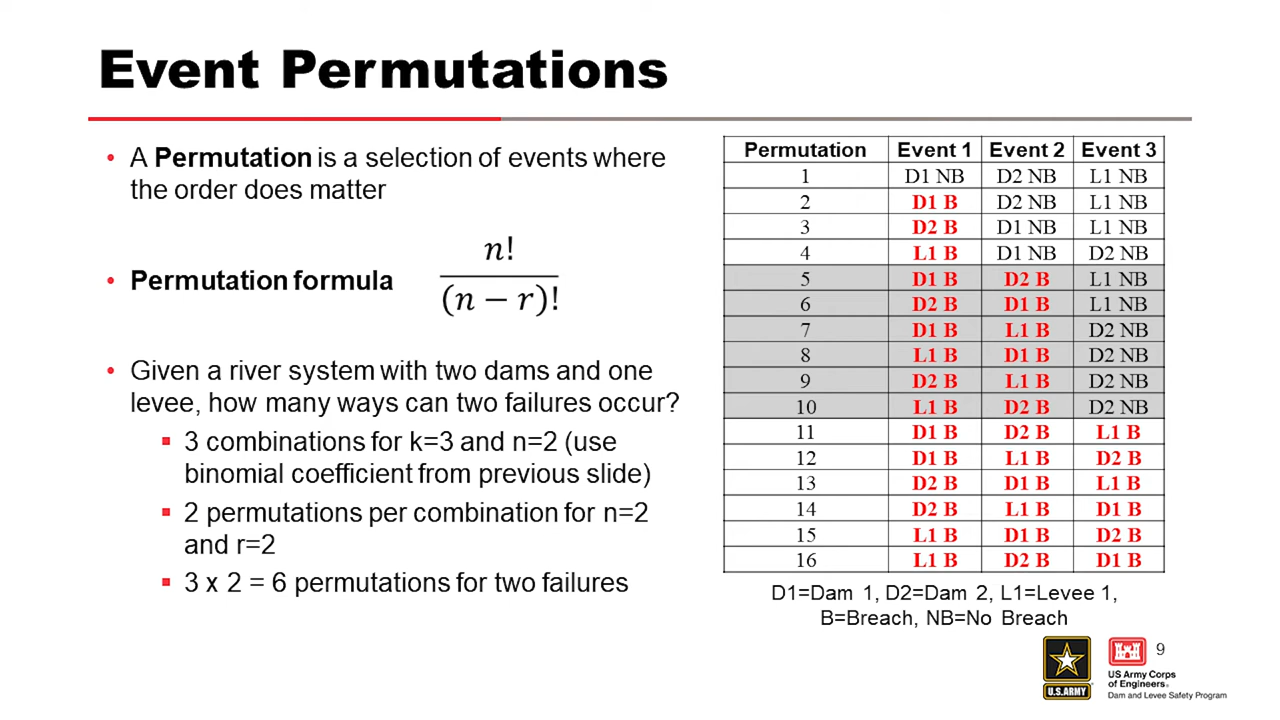 Event Permutations
• A Permutation is a selection of events where
the order does matter
• Permutation formula
n!
(n − r)!
• Given a river system with two dams and one
levee, how many ways can two failures occur?
▪ 3 combinations for k=3 and n=2 (use
binomial coefficient from previous slide)
▪ 2 permutations per combination for n=2
and r=2
▪ 3 x 2 = 6 permutations for two failures
Permutation Event 1 Event 2 Event 3
1 D1 NB D2 NB L1 NB
2 D1 B D2 NB L1 NB
3 D2 B D1 NB L1 NB
4 L1 B D1 NB D2 NB
5 D1 B D2 B L1 NB
6 D2 B D1 B L1 NB
7 D1 B L1 B D2 NB
8 L1 B D1 B D2 NB
9 D2 B L1 B D2 NB
10 L1 B D2 B D2 NB
11 D1 B D2 B L1 B
12 D1 B L1 B D2 B
13 D2 B D1 B L1 B
14 D2 B L1 B D1 B
15 L1 B D1 B D2 B
16 L1 B D2 B D1 B
D1=Dam 1, D2=Dam 2, L1=Levee 1,
B=Breach, NB=No Breach
U.S.ARMY
US Army Corps
of Engineers®
Dam and Levee Safety Program
9